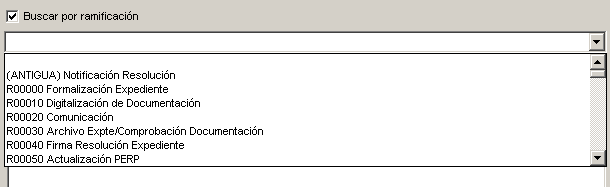 Buscar por ramificación
(ANTIGUA) Notificación Resolución
R00000 Formalización Expediente
R00010 Digitalización de Documentación
R00020 Comunicación
R00030 Archivo Expte/Comprobación Documentación
R00040 Firma Resolución Expediente
R00050 Actualización PERP